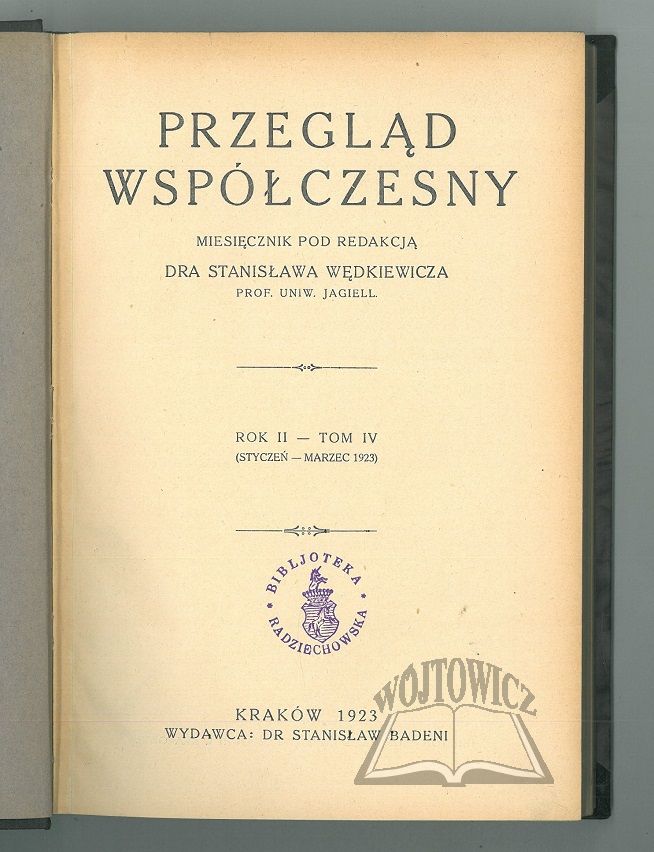 PRZEGLĄD
WSPÓŁCZESNY
MIESIĘCZNIK POD REDAKCJĄ
DRA STANISŁAWA WĘDKIEWICZA
PROF. UNIW. JAGIELL.
ROK II — TOM IV
(STYCZEŃ — MARZEC 1923)
* BIBLJOTEKA *
RADZIECHOWSKA
KRAKÓW 1923
WYDAWCA: DR STANISŁAW BADENI
WÓJTOWICZ